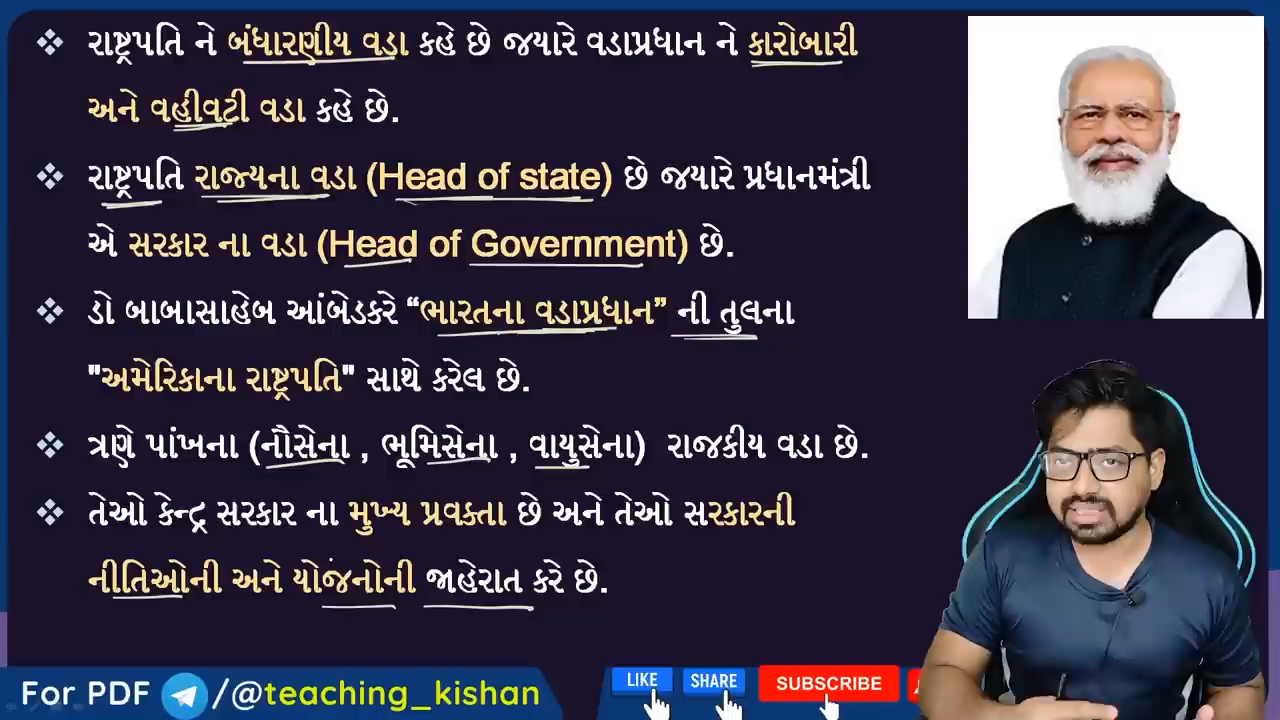 ❖ રાષ્ટ્રપતિ ને બંધારણીય વડા કહે છે જયારે વડાપ્રધાન ને કારોબારી
અને વહીવટી વડા કહે છે.
❖ રાષ્ટ્રપતિ રાજ્યના વડા (Head of state) છે જયારે પ્રધાનમંત્રી
એ સરકાર ના વડા (Head of Government) છે.
❖ ડો બાબાસાહેબ આંબેડકરે “ભારતના વડાપ્રધાન” ની તુલના
"અમેરિકાના રાષ્ટ્રપતિ" સાથે કરેલ છે.
❖ ત્રણે પાંખના (નૌસેના , ભૂમિસેના , વાયુસેના) રાજકીય વડા છે.
❖ તેઓ કેન્દ્ર સરકાર ના મુખ્ય પ્રવક્તા છે અને તેઓ સરકારની
નીતિઓની અને યોજનોની જાહેરાત કરે છે.
For PDF /@teaching_kishan
LIKE SHARE SUBSCRIBE